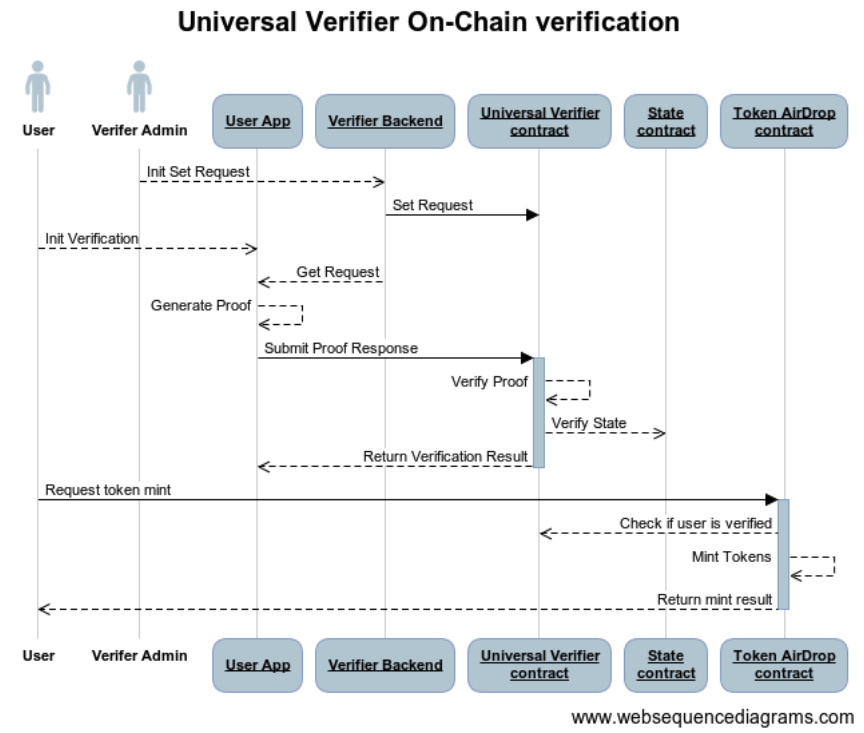 Universal Verifier On-Chain verification
User
Verifer Admin
User App
Verifier Backend
Universal Verifier
contract
State
contract
Token AirDrop
contract
Init Set Request
Set Request
Init Verification
Get Request
Generate Proof
Submit Proof Response
Verify Proof
Verify State
Return Verification Result
Request token mint
Check if user is verified
Mint Tokens
Return mint result
User
Verifer Admin
User App
Verifier Backend
Universal Verifier
contract
State
contract
Token AirDrop
contract
www.websequencediagrams.com